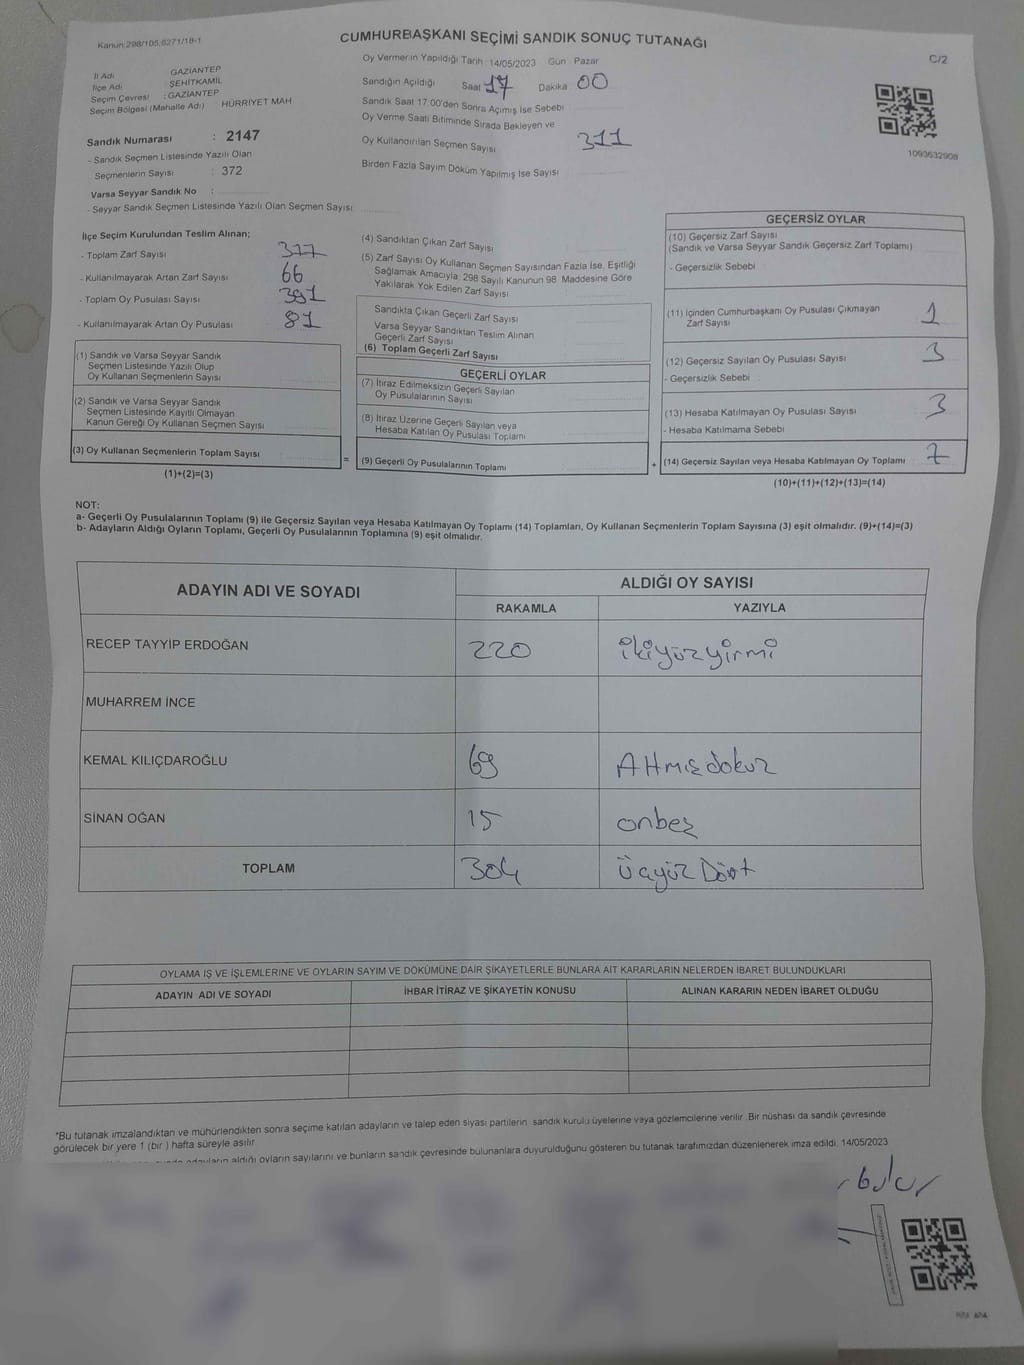 Kanun:298/105,6271/18-1
CUMHURBAŞKANI SEÇİMİ SANDIK SONUÇ TUTANAĞI
C/2
İl Adı GAZİANTEP
İlçe Adı ŞEHİTKAMİL
Seçim Çevresi : GAZİANTEP
Seçim Bölgesi (Mahalle Adı) : HÜRRİYET MAH
Sandık Numarası : 2147
- Sandık Seçmen Listesinde Yazılı Olan
Seçmenlerin Sayısı : 372
Varsa Seyyar Sandık No :
- Seyyar Sandık Seçmen Listesinde Yazılı Olan Seçmen Sayısı
Oy Vermenin Yapıldığı Tarih : 14/05/2023 Gün : Pazar
Sandığın Açıldığı Saat 17 Dakika 00
Sandık Saat 17:00'den Sonra Açımış İse Sebebi
Oy Verme Saati Bitiminde Sırada Bekleyen ve
Oy Kullandırılan Seçmen Sayısı 311
Birden Fazla Sayım Döküm Yapılmış İse Sayısı
1093632908
İlçe Seçim Kurulundan Teslim Alınan;
- Toplam Zarf Sayısı 377
- Kullanılmayarak Artan Zarf Sayısı 66
- Toplam Oy Pusulası Sayısı 391
- Kullanılmayarak Artan Oy Pusulası 81
(1) Sandık ve Varsa Seyyar Sandık
Seçmen Listesinde Yazılı Olup
Oy Kullanan Seçmenlerin Sayısı
(2) Sandık ve Varsa Seyyar Sandık
Seçmen Listesinde Kayıtlı Olmayan
Kanun Gereği Oy Kullanan Seçmen Sayısı
(3) Oy Kullanan Seçmenlerin Toplam Sayısı
(1)+(2)=(3)
=
(4) Sandıktan Çıkan Zarf Sayısı
(5) Zarf Sayısı Oy Kullanan Seçmen Sayısından Fazla İse, Eşitliği
Sağlamak Amacıyla, 298 Sayılı Kanunun 98. Maddesine Göre
Yakılarak Yok Edilen Zarf Sayısı
Sandıkta Çıkan Geçerli Zarf Sayısı
Varsa Seyyar Sandıktan Teslim Alınan
Geçerli Zarf Sayısı
(6) Toplam Geçerli Zarf Sayısı
GEÇERLİ OYLAR
(7) İtiraz Edilmeksizin Geçerli Sayılan
Oy Pusulalarının Sayısı
(8) İtiraz Üzerine Geçerli Sayılan veya
Hesaba Katılan Oy Pusulası Toplamı
(9) Geçerli Oy Pusulalarının Toplamı
+
GEÇERSİZ OYLAR
(10) Geçersiz Zarf Sayısı
(Sandık ve Varsa Seyyar Sandık Geçersiz Zarf Toplamı)
- Geçersizlik Sebebi
(11) İçinden Cumhurbaşkanı Oy Pusulası Çıkmayan
Zarf Sayısı 1
(12) Geçersiz Sayılan Oy Pusulası Sayısı 3
- Geçersizlik Sebebi
(13) Hesaba Katılmayan Oy Pusulası Sayısı 3
- Hesaba Katılmama Sebebi
(14) Geçersiz Sayılan veya Hesaba Katılmayan Oy Toplamı 7
(10)+(11)+(12)+(13)=(14)
NOT:
a- Geçerli Oy Pusulalarının Toplamı (9) ile Geçersiz Sayılan veya Hesaba Katılmayan Oy Toplamı (14) Toplamları, Oy Kullanan Seçmenlerin Toplam Sayısına (3) eşit olmalıdır. (9)+(14)=(3)
b- Adayların Aldığı Oyların Toplamı, Geçerli Oy Pusulalarının Toplamına (9) eşit olmalıdır.
ADAYIN ADI VE SOYADI
ALDIĞI OY SAYISI
RAKAMLA YAZIYLA
RECEP TAYYİP ERDOĞAN 220 ikiyüzyirmi
MUHARREM İNCE
KEMAL KILIÇDAROĞLU 69 Altmışdokuz
SİNAN OĞAN 15 onbeş
TOPLAM 304 Üçyüz Dört
OYLAMA İŞ VE İŞLEMLERİNE VE OYLARIN SAYIM VE DÖKÜMÜNE DAİR ŞİKAYETLERLE BUNLARA AİT KARARLARIN NELERDEN İBARET BULUNDUKLARI
ADAYIN ADI VE SOYADI İHBAR İTİRAZ VE ŞİKAYETİN KONUSU ALINAN KARARIN NEDEN İBARET OLDUĞU
*Bu tutanak imzalandıktan ve mühürlendikten sonra seçime katılan adayların ve talep eden siyasi partilerin sandık kurulu üyelerine veya gözlemcilerine verilir. Bir nüshası da sandık çevresinde
görülecek bir yere 1 (bir) hafta süreyle asılır.
adayların aldığı oyların sayılarını ve bunların sandık çevresinde bulunanlara duyurulduğunu gösteren bu tutanak tarafımızdan düzenlenerek imza edildi. 14/05/2023